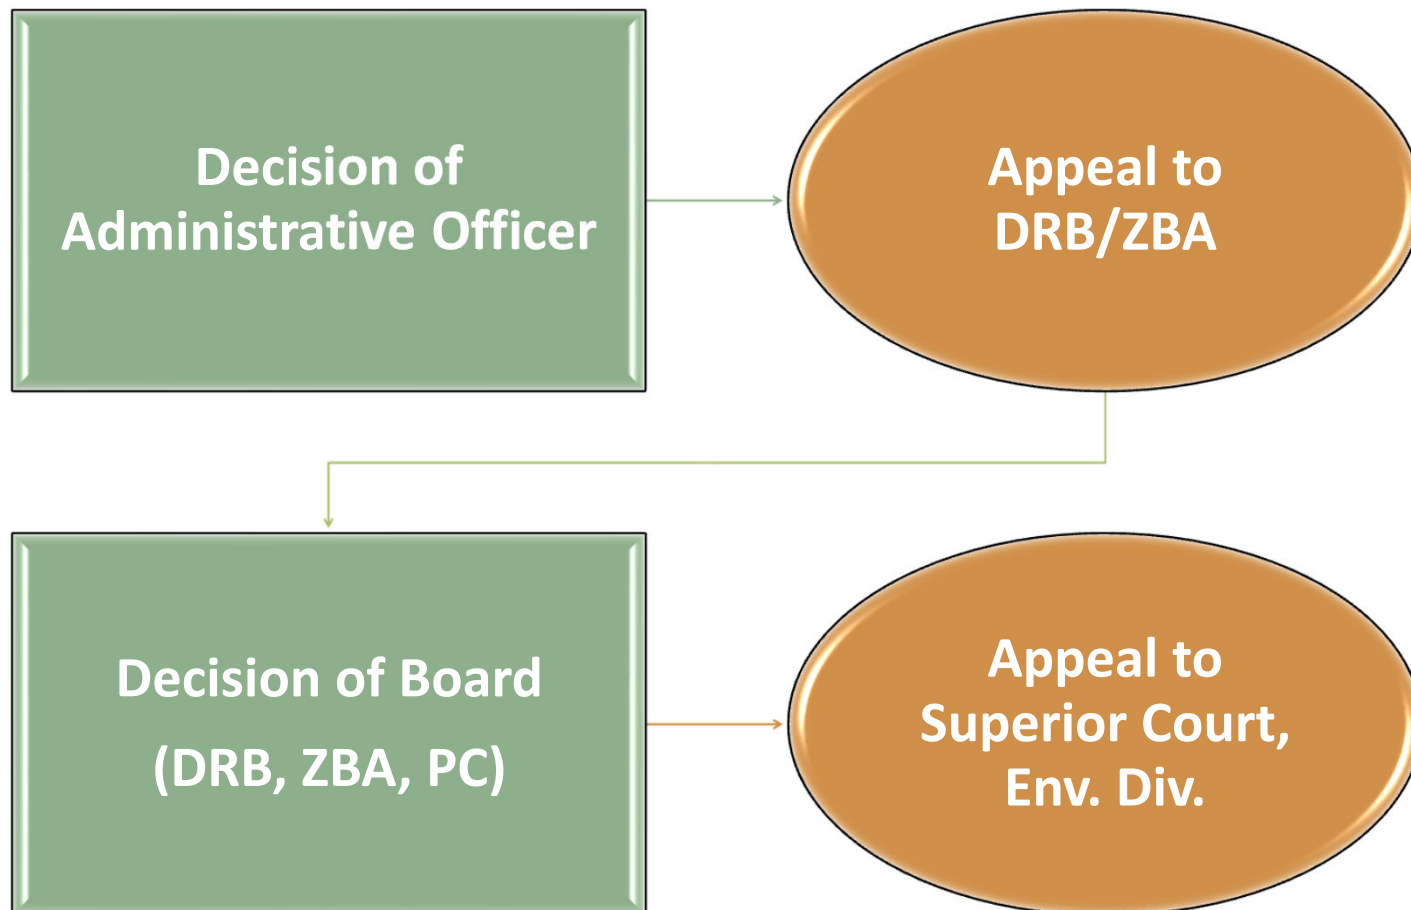 Decision of
Administrative Officer
Appeal to
DRB/ZBA
Decision of Board
(DRB, ZBA, PC)
Appeal to
Superior Court,
Env. Div.